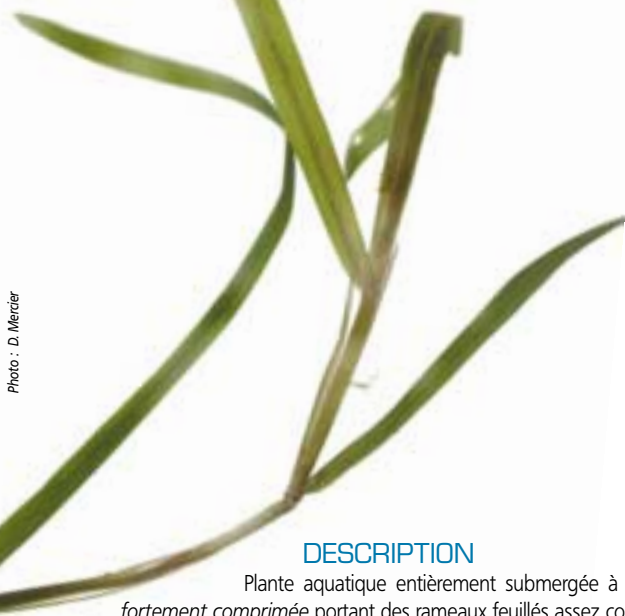 Photo : D. Mercier
DESCRIPTION
Plante aquatique entièrement submergée à
fortement comprimée portant des rameaux feuillés assez